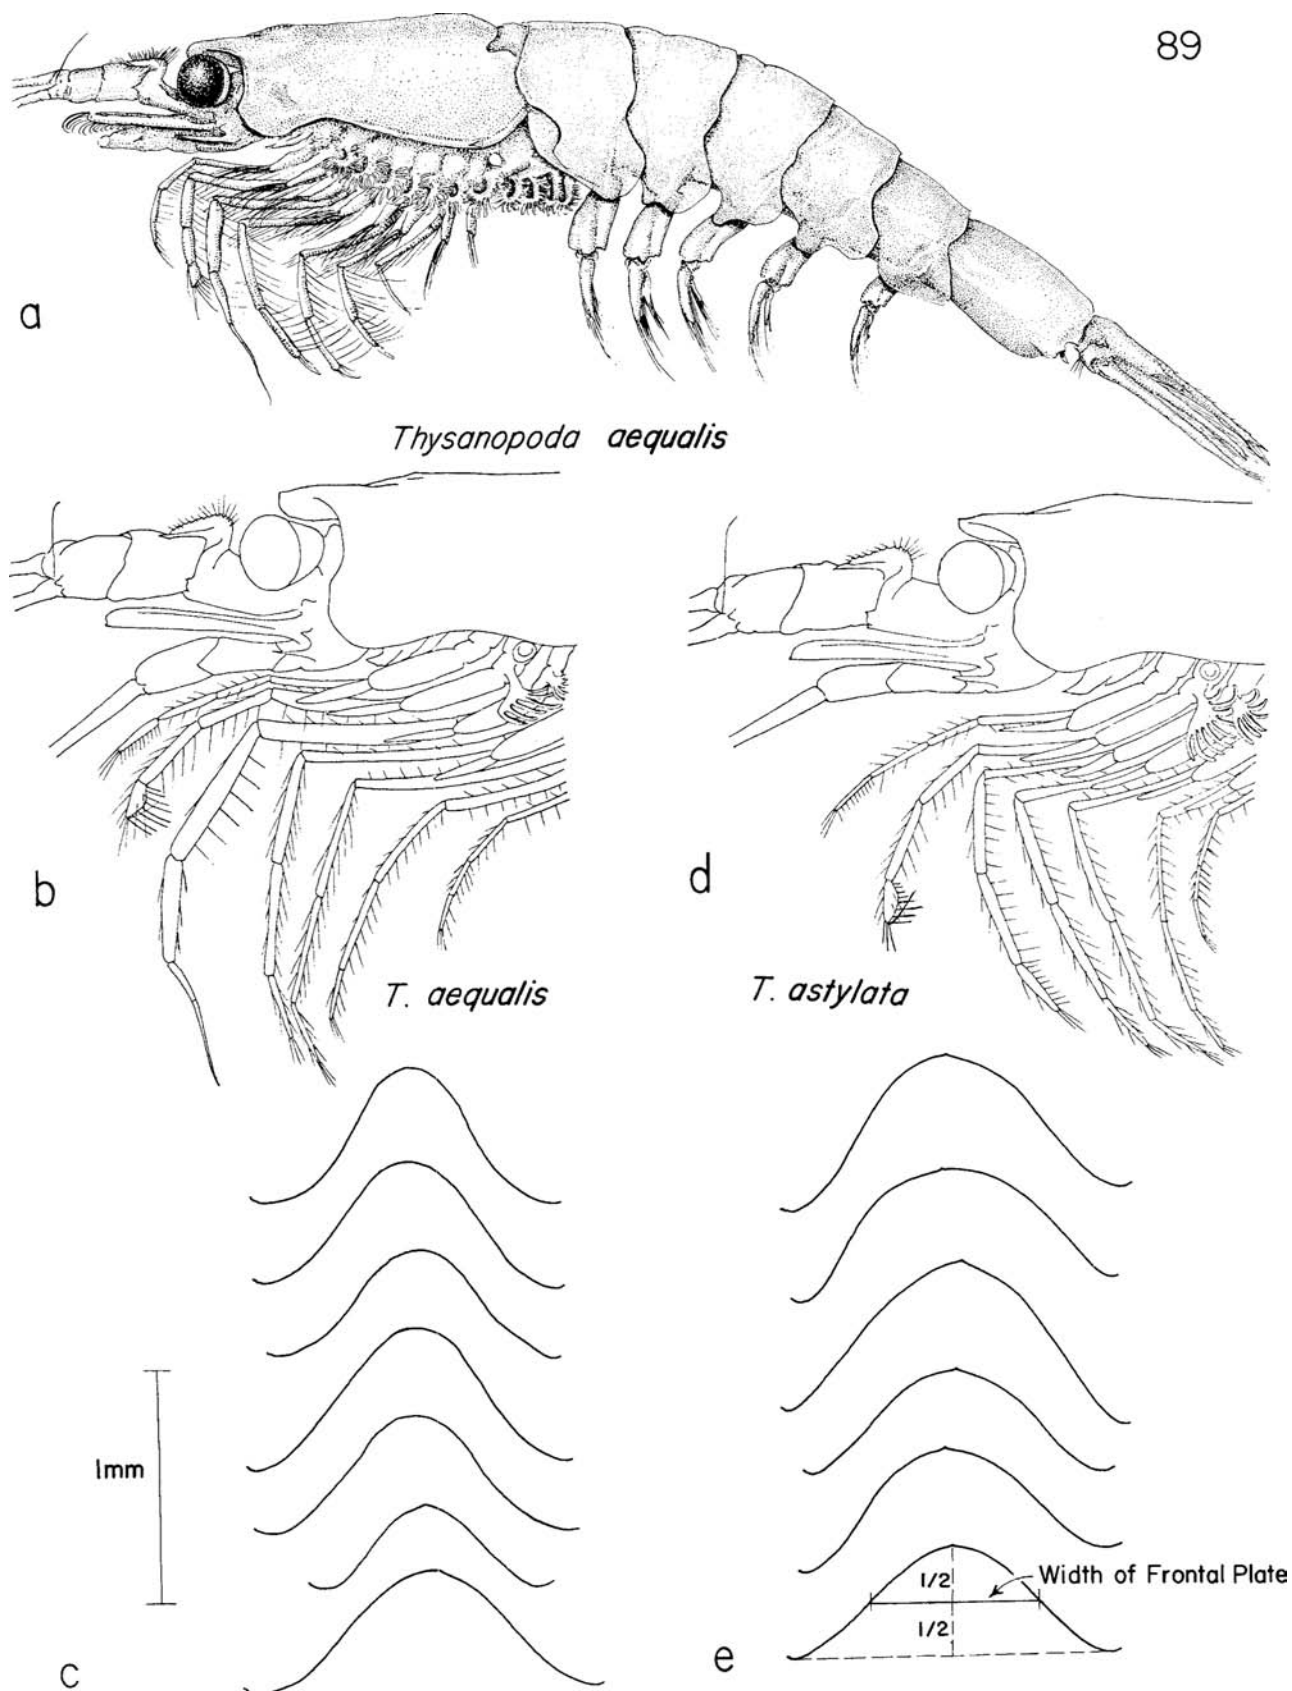 89
a
Thysanopoda aequalis
b
d
T. aequalis
T. astylata
1mm
1/2
Width of Frontal Plate
1/2
c
e